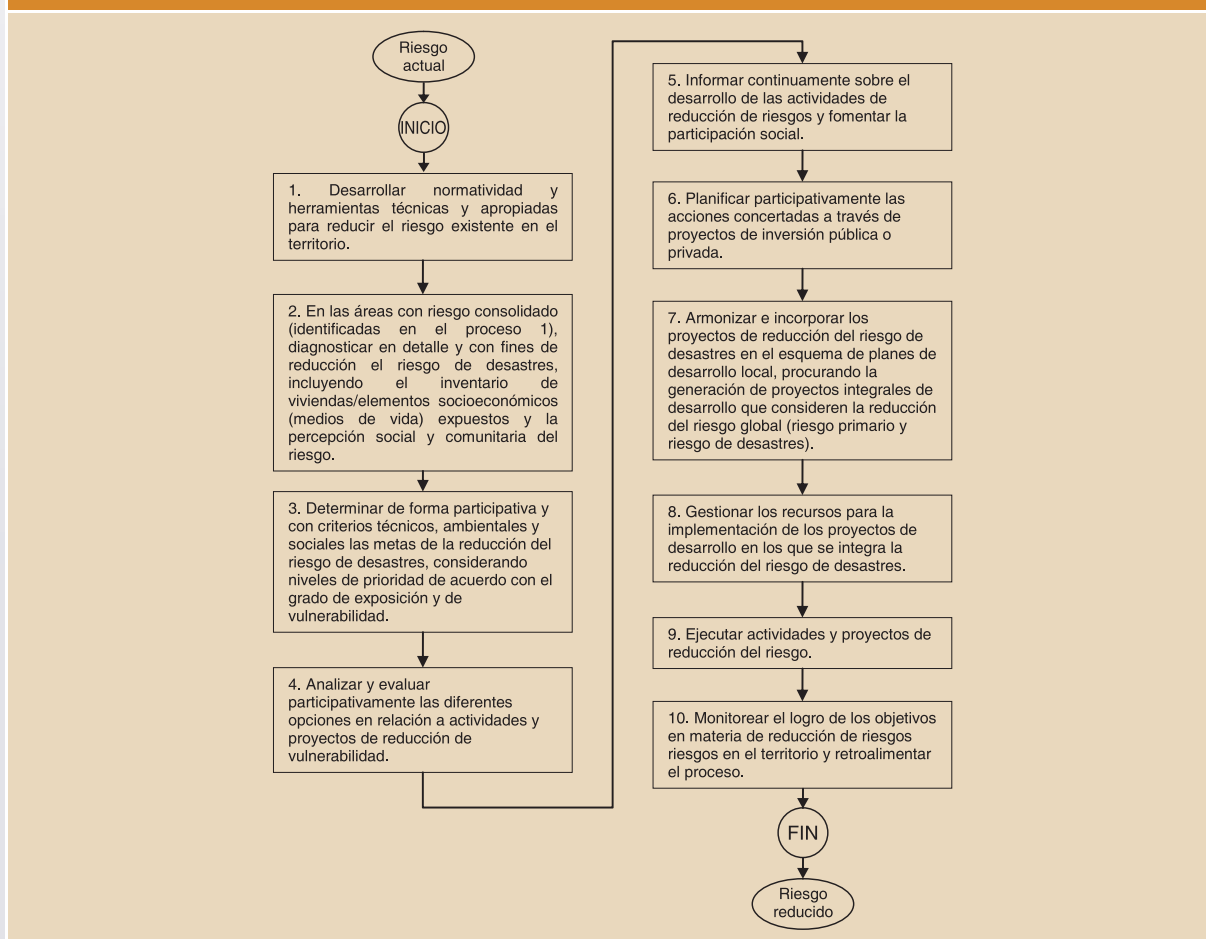 Riesgo
actual
INICIO
1. Desarrollar normatividad y
herramientas técnicas y apropiadas
para reducir el riesgo existente en el
territorio.
2. En las áreas con riesgo consolidado
(identificadas en el proceso 1),
diagnosticar en detalle y con fines de
reducción el riesgo de desastres,
incluyendo el inventario de
viviendas/elementos socioeconómicos
(medios de vida) expuestos y la
percepción social y comunitaria del
riesgo.
3. Determinar de forma participativa y
con criterios técnicos, ambientales y
sociales las metas de la reducción del
riesgo de desastres, considerando
niveles de prioridad de acuerdo con el
grado de exposición y de
vulnerabilidad.
4. Analizar y evaluar
participativamente las diferentes
opciones en relación a actividades y
proyectos de reducción de
vulnerabilidad.
5. Informar continuamente sobre el
desarrollo de las actividades de
reducción de riesgos y fomentar la
participación social.
6. Planificar participativamente las
acciones concertadas a través de
proyectos de inversión pública o
privada.
7. Armonizar e incorporar los
proyectos de reducción del riesgo de
desastres en el esquema de planes de
desarrollo local, procurando la
generación de proyectos integrales de
desarrollo que consideren la reducción
del riesgo global (riesgo primario y
riesgo de desastres).
8. Gestionar los recursos para la
implementación de los proyectos de
desarrollo en los que se integra la
reducción del riesgo de desastres.
9. Ejecutar actividades y proyectos de
reducción del riesgo.
10. Monitorear el logro de los objetivos
en materia de reducción de riesgos
riesgos en el territorio y retroalimentar
el proceso.
FIN
Riesgo
reducido